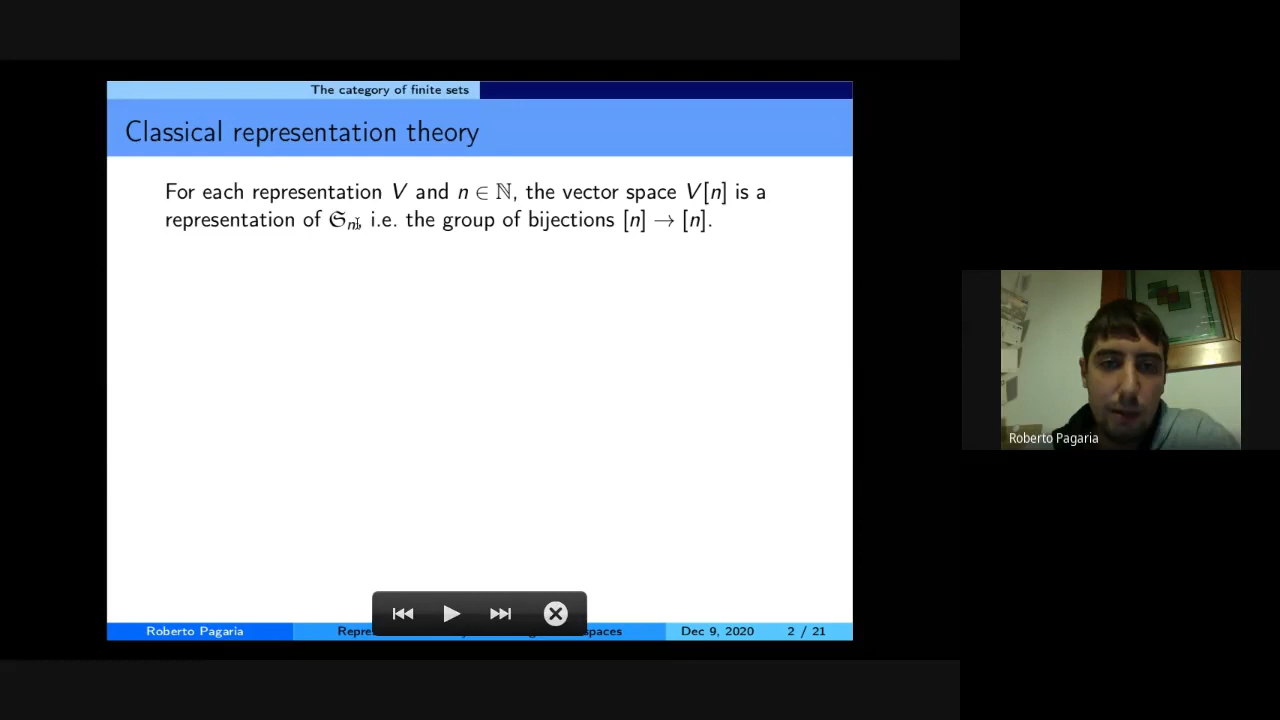 The category of finite sets
Classical representation theory
For each representation V and n ∈ ℕ, the vector space V[n] is a
representation of 𝔖ₙ, i.e. the group of bijections [n] → [n].
Roberto Pagaria
Dec 9, 2020 2 / 21
Roberto Pagaria